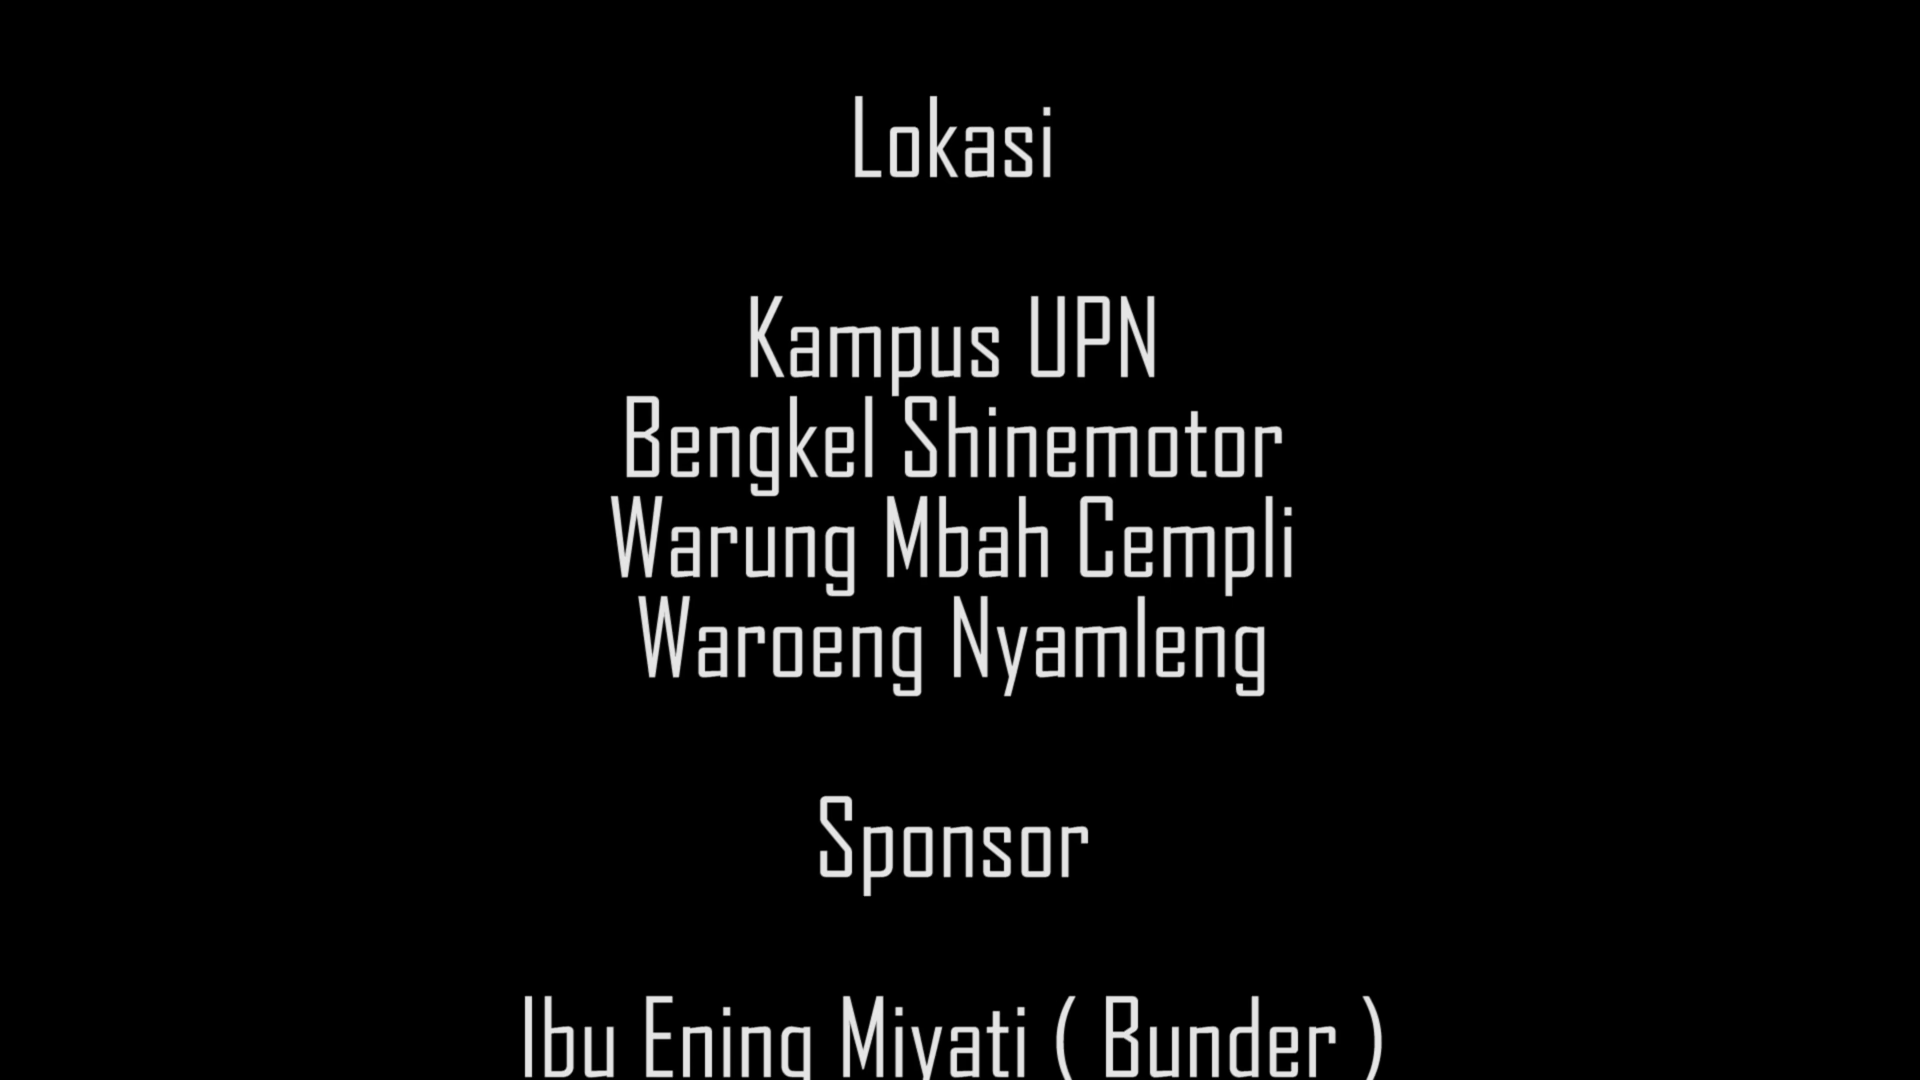 Lokasi
Kampus UPN
Bengkel Shinemotor
Warung Mbah Cempli
Waroeng Nyamleng
Sponsor
Ibu Ening Miyati ( Bunder )